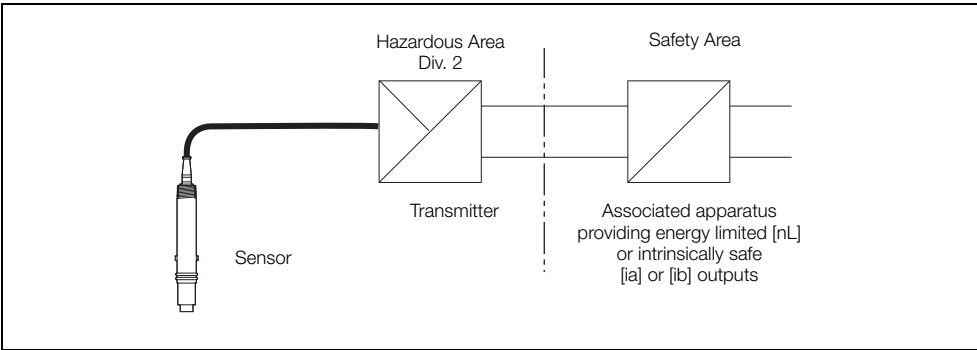 Hazardous Area
Div. 2
Safety Area
Transmitter
Sensor
Associated apparatus
providing energy limited [nL]
or intrinsically safe
[ia] or [ib] outputs